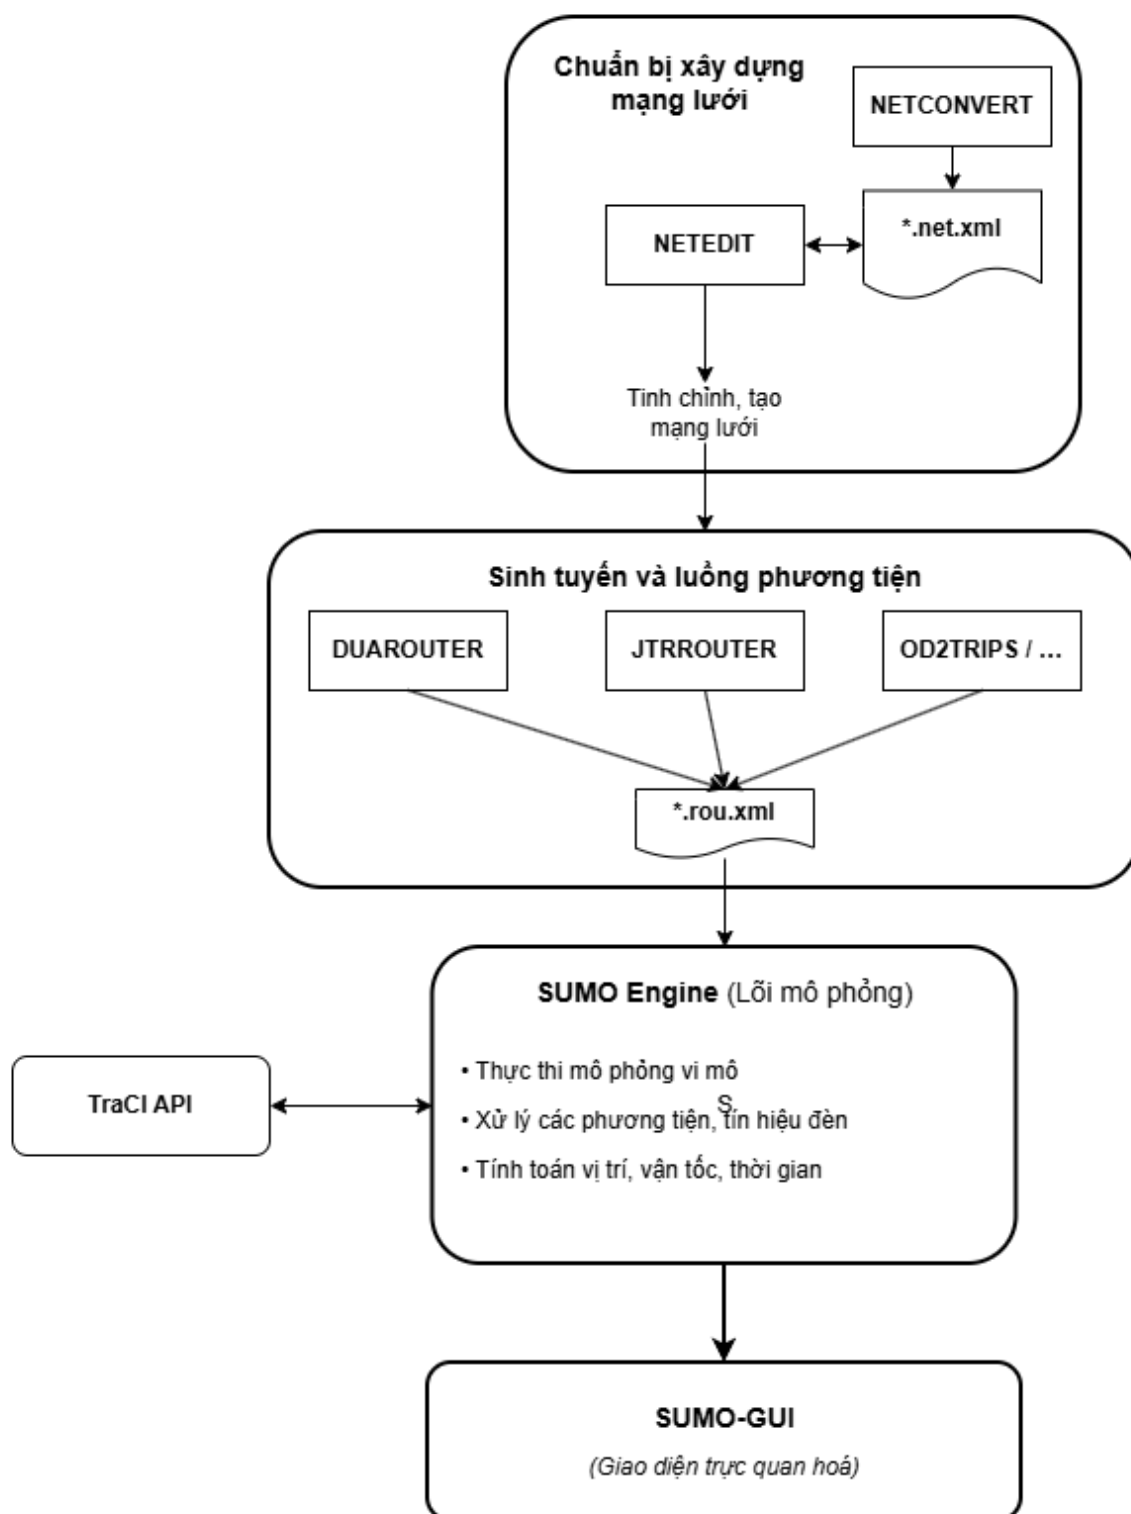 Chuẩn bị xây dựng
mạng lưới
NETCONVERT
*.net.xml
NETEDIT
Tinh chỉnh, tạo
mạng lưới
Sinh tuyến và luồng phương tiện
DUAROUTER
JTRROUTER
OD2TRIPS / ...
*.rou.xml
SUMO Engine (Lõi mô phỏng)
• Thực thi mô phỏng vi mô
S
• Xử lý các phương tiện, tín hiệu đèn
• Tính toán vị trí, vận tốc, thời gian
TraCI API
SUMO-GUI
(Giao diện trực quan hoá)